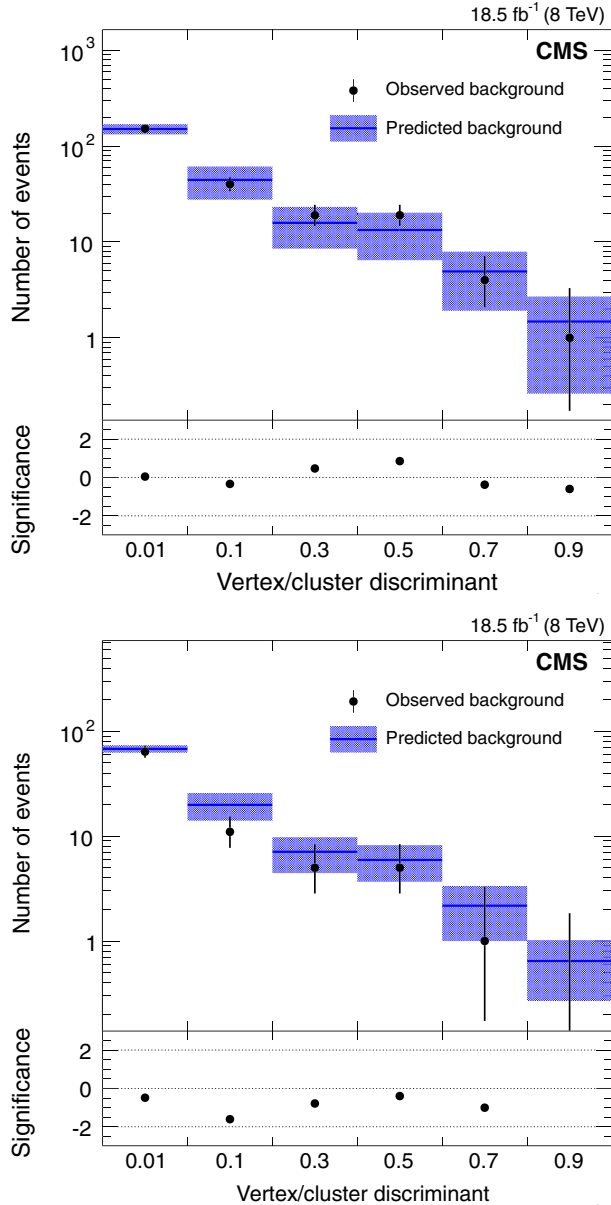 18.5 fb⁻¹ (8 TeV)
CMS
10³
10²
10
1
Number of events
Observed background
Predicted background
2
0
-2
Significance
0.01 0.1 0.3 0.5 0.7 0.9
Vertex/cluster discriminant
18.5 fb⁻¹ (8 TeV)
CMS
10²
10
1
Number of events
Observed background
Predicted background
2
0
-2
Significance
0.01 0.1 0.3 0.5 0.7 0.9
Vertex/cluster discriminant